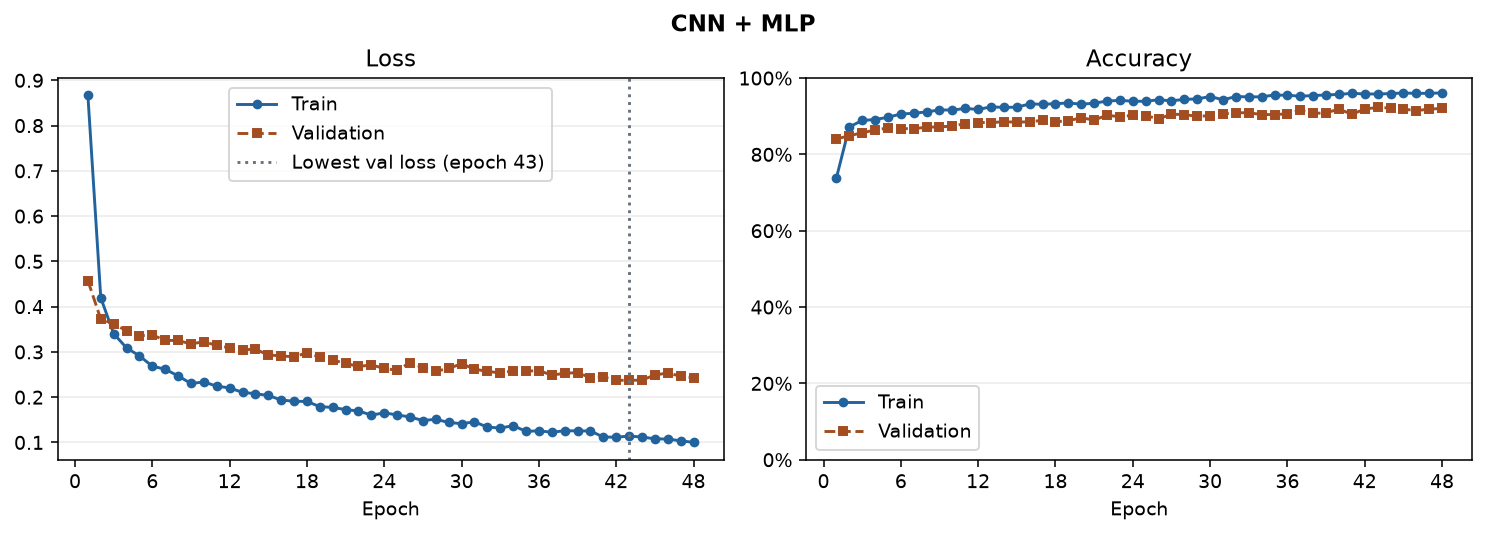 CNN + MLP
Loss
0.9
0.8
0.7
0.6
0.5
0.4
0.3
0.2
0.1
Train
Validation
Lowest val loss (epoch 43)
0 6 12 18 24 30 36 42 48
Epoch
Accuracy
100%
80%
60%
40%
20%
0%
Train
Validation
0 6 12 18 24 30 36 42 48
Epoch